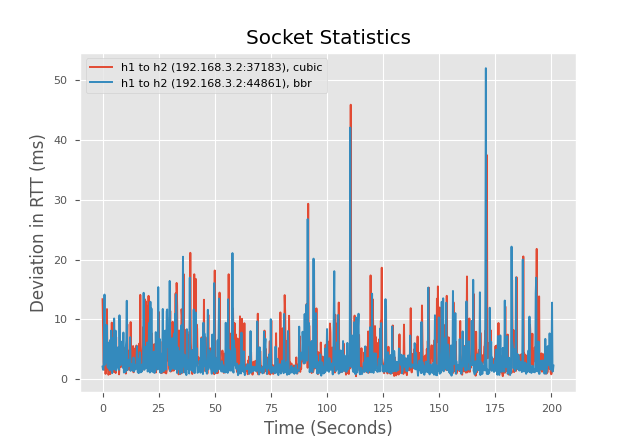 Socket Statistics
h1 to h2 (192.168.3.2:37183), cubic
h1 to h2 (192.168.3.2:44861), bbr
Deviation in RTT (ms)
50
40
30
20
10
0
0 25 50 75 100 125 150 175 200
Time (Seconds)